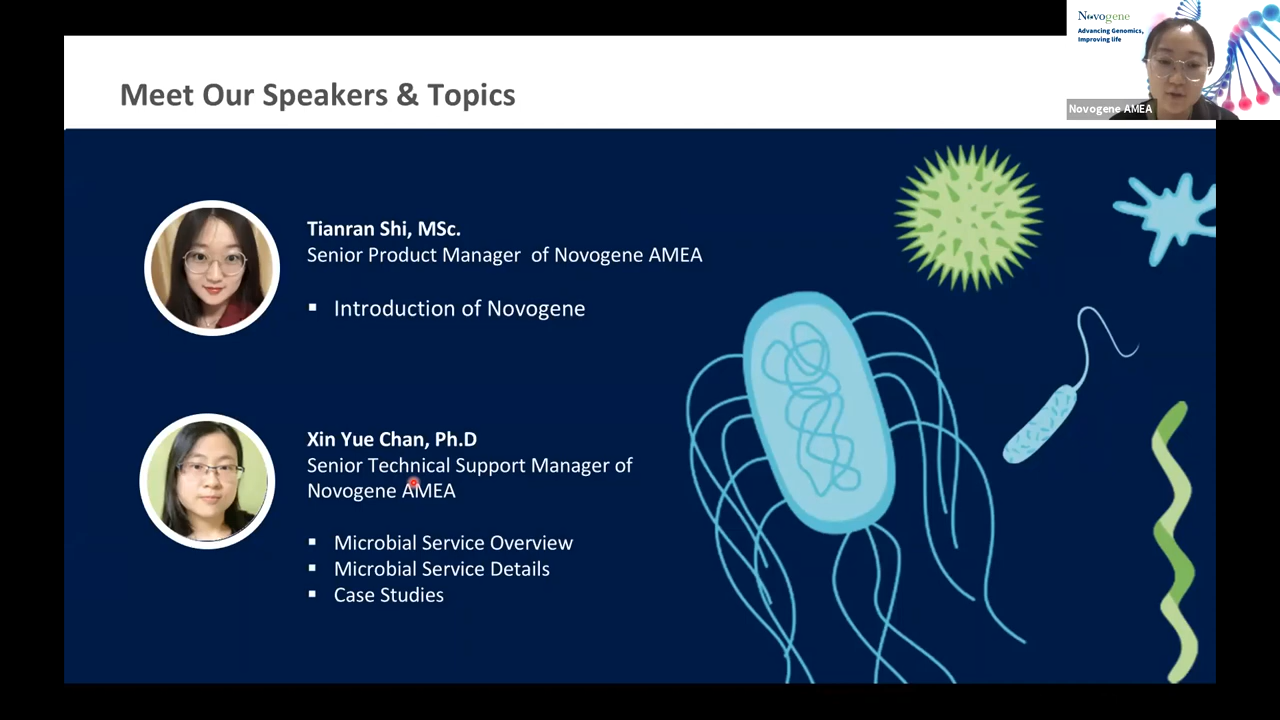 Novogene
Advancing Genomics,
Improving life
Novogene AMEA
Meet Our Speakers & Topics
Tianran Shi, MSc.
Senior Product Manager of Novogene AMEA
▪ Introduction of Novogene
Xin Yue Chan, Ph.D
Senior Technical Support Manager of
Novogene AMEA
▪ Microbial Service Overview
▪ Microbial Service Details
▪ Case Studies